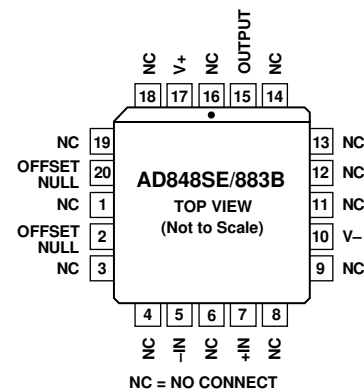 NC
V+
NC
OUTPUT
NC
18
17
16
15
14
NC 19
OFFSET
NULL 20
NC 1
OFFSET
NULL 2
NC 3
AD848SE/883B
TOP VIEW
(Not to Scale)
13 NC
12 NC
11 NC
10 V–
9 NC
4
5
6
7
8
NC
–IN
NC
+IN
NC
NC = NO CONNECT